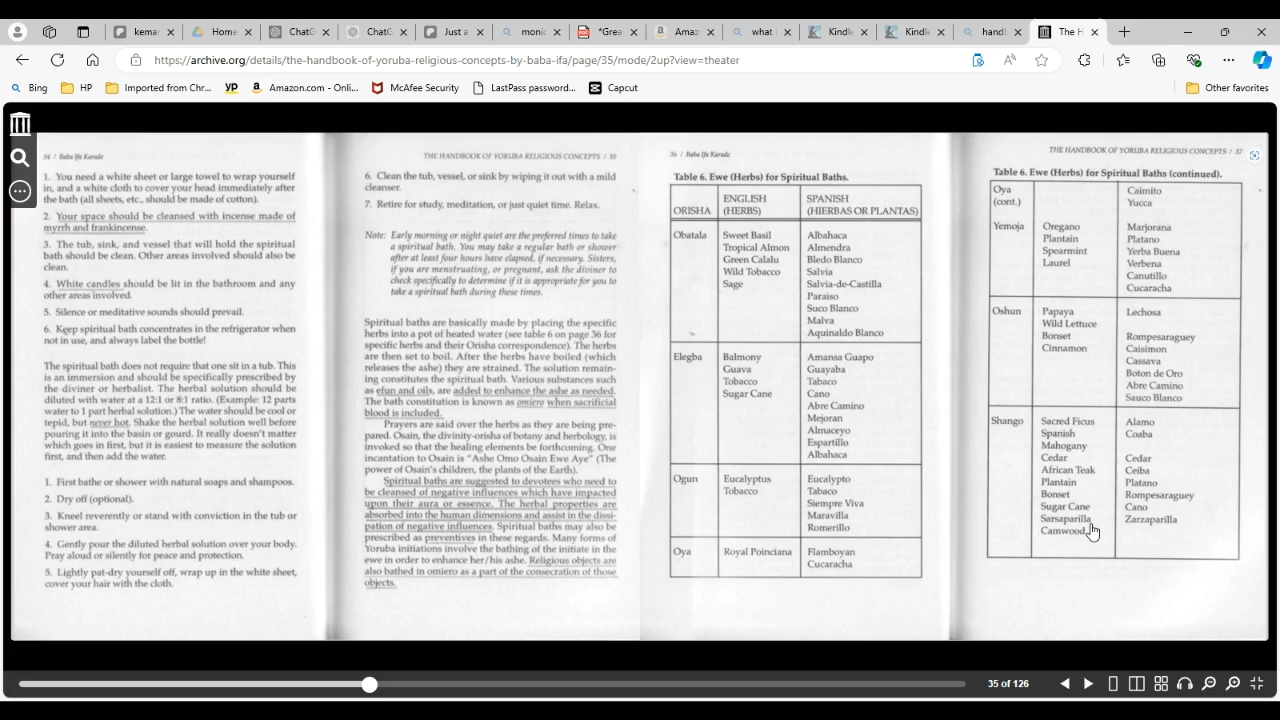 kema
Home
ChatG
ChatG
Just a
monic
*Grea
Amaz
what
Kindle
Kindle
handb
The H
https://archive.org/details/the-handbook-of-yoruba-religious-concepts-by-baba-ifa/page/35/mode/2up?view=theater
Bing
HP
Imported from Chr...
yp
Amazon.com - Onli...
McAfee Security
LastPass password...
Capcut
Other favorites
34 / Baba Ifa Karade
1. You need a white sheet or large towel to wrap yourself
in, and a white cloth to cover your head immediately after
the bath (all sheets, etc., should be made of cotton).
2. Your space should be cleansed with incense made of
myrrh and frankincense.
3. The tub, sink, and vessel that will hold the spiritual
bath should be clean. Other areas involved should also be
clean.
4. White candles should be lit in the bathroom and any
other areas involved.
5. Silence or meditative sounds should prevail.
6. Keep spiritual bath concentrates in the refrigerator when
not in use, and always label the bottle!
The spiritual bath does not require that one sit in a tub. This
is an immersion and should be specifically prescribed by
the diviner or herbalist. The herbal solution should be
diluted with water at a 12:1 or 8:1 ratio. (Example: 12 parts
water to 1 part herbal solution.) The water should be cool or
tepid, but never hot. Shake the herbal solution well before
pouring it into the basin or gourd. It really doesn't matter
which goes in first, but it is easiest to measure the solution
first, and then add the water.
1. First bathe or shower with natural soaps and shampoos.
2. Dry off (optional).
3. Kneel reverently or stand with conviction in the tub or
shower area.
4. Gently pour the diluted herbal solution over your body.
Pray aloud or silently for peace and protection.
5. Lightly pat-dry yourself off, wrap up in the white sheet,
cover your hair with the cloth.
THE HANDBOOK OF YORUBA RELIGIOUS CONCEPTS / 35
6. Clean the tub, vessel, or sink by wiping it out with a mild
cleanser.
7. Retire for study, meditation, or just quiet time. Relax.
Note: Early morning or night quiet are the preferred times to take
a spiritual bath. You may take a regular bath or shower
after at least four hours have elapsed, if necessary. Sisters,
if you are menstruating, or pregnant, ask the diviner to
check specifically to determine if it is appropriate for you to
take a spiritual bath during these times.
Spiritual baths are basically made by placing the specific
herbs into a pot of heated water (see table 6 on page 36 for
specific herbs and their Orisha correspondence). The herbs
are then set to boil. After the herbs have boiled (which
releases the ashe) they are strained. The solution remain-
ing constitutes the spiritual bath. Various substances such
as efun and oils, are added to enhance the ashe as needed.
The bath constitution is known as omiero when sacrificial
blood is included.
Prayers are said over the herbs as they are being pre-
pared. Osain, the divinity-orisha of botany and herbology, is
invoked so that the healing elements be forthcoming. One
incantation to Osain is "Ashe Omo Osain Ewe Aye" (The
power of Osain's children, the plants of the Earth).
Spiritual baths are suggested to devotees who need to
be cleansed of negative influences which have impacted
upon their aura or essence. The herbal properties are
absorbed into the human dimensions and assist in the dissi-
pation of negative influences. Spiritual baths may also be
prescribed as preventives in these regards. Many forms of
Yoruba initiations involve the bathing of the initiate in the
ewe in order to enhance her/his ashe. Religious objects are
also bathed in omiero as a part of the consecration of those
objects.
36 / Baba Ifa Karade
Table 6. Ewe (Herbs) for Spiritual Baths.
ORISHA ENGLISH (HERBS) SPANISH (HIERBAS OR PLANTAS)
Obatala Sweet Basil Albahaca
Tropical Almon Almendra
Green Calalu Bledo Blanco
Wild Tobacco Salvia
Sage Salvia-de-Castilla
Paraiso
Suco Blanco
Malva
Aquinaldo Blanco
Elegba Balmony Amansa Guapo
Guava Guayaba
Tobacco Tabaco
Sugar Cane Cano
Abre Camino
Mejoran
Almaceyo
Espartillo
Albahaca
Ogun Eucalyptus Eucalypto
Tobacco Tabaco
Siempre Viva
Maravilla
Romerillo
Oya Royal Poinciana Flamboyan
Cucaracha
THE HANDBOOK OF YORUBA RELIGIOUS CONCEPTS / 37
Table 6. Ewe (Herbs) for Spiritual Baths (continued).
Oya Caimito
(cont.) Yucca
Yemoja Oregano Marjorana
Plantain Platano
Spearmint Yerba Buena
Laurel Verbena
Canutillo
Cucaracha
Oshun Papaya Lechosa
Wild Lettuce
Bonset Rompesaraguey
Cinnamon Caisimon
Cassava
Boton de Oro
Abre Camino
Sauco Blanco
Shango Sacred Ficus Alamo
Spanish Coaba
Mahogany
Cedar Cedar
African Teak Ceiba
Plantain Platano
Bonset Rompesaraguey
Sugar Cane Cano
Sarsaparilla Zarzaparilla
Camwood
35 of 126